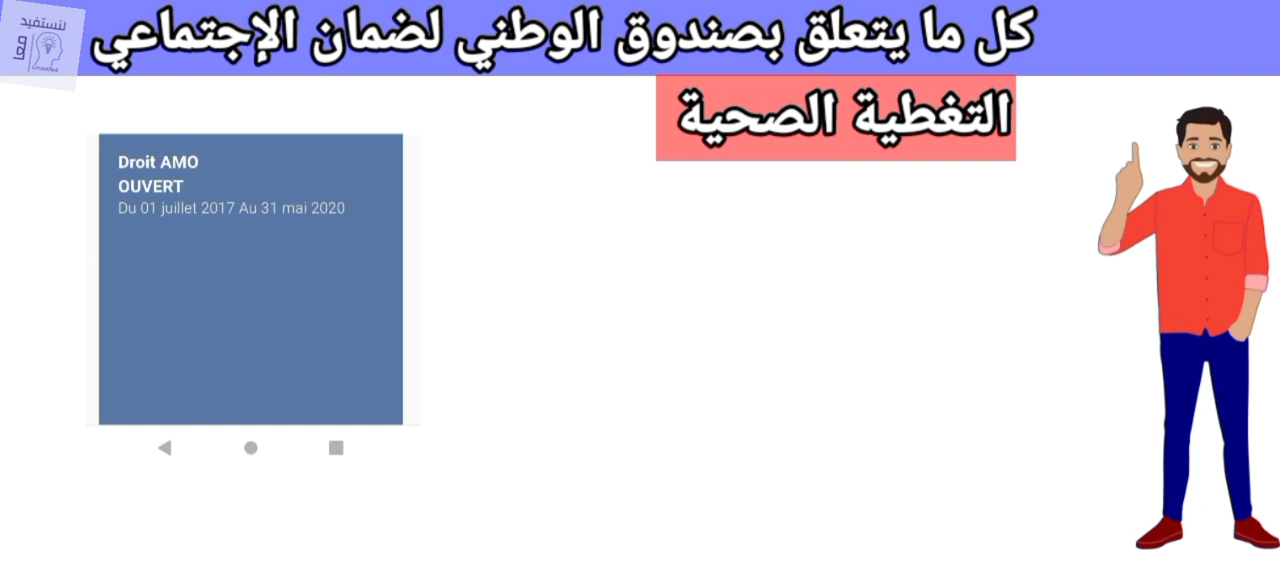 كل ما يتعلق بصندوق الوطني لضمان الإجتماعي
لنستفيد
معا
التغطية الصحية
Droit AMO
OUVERT
Du 01 juillet 2017 Au 31 mai 2020